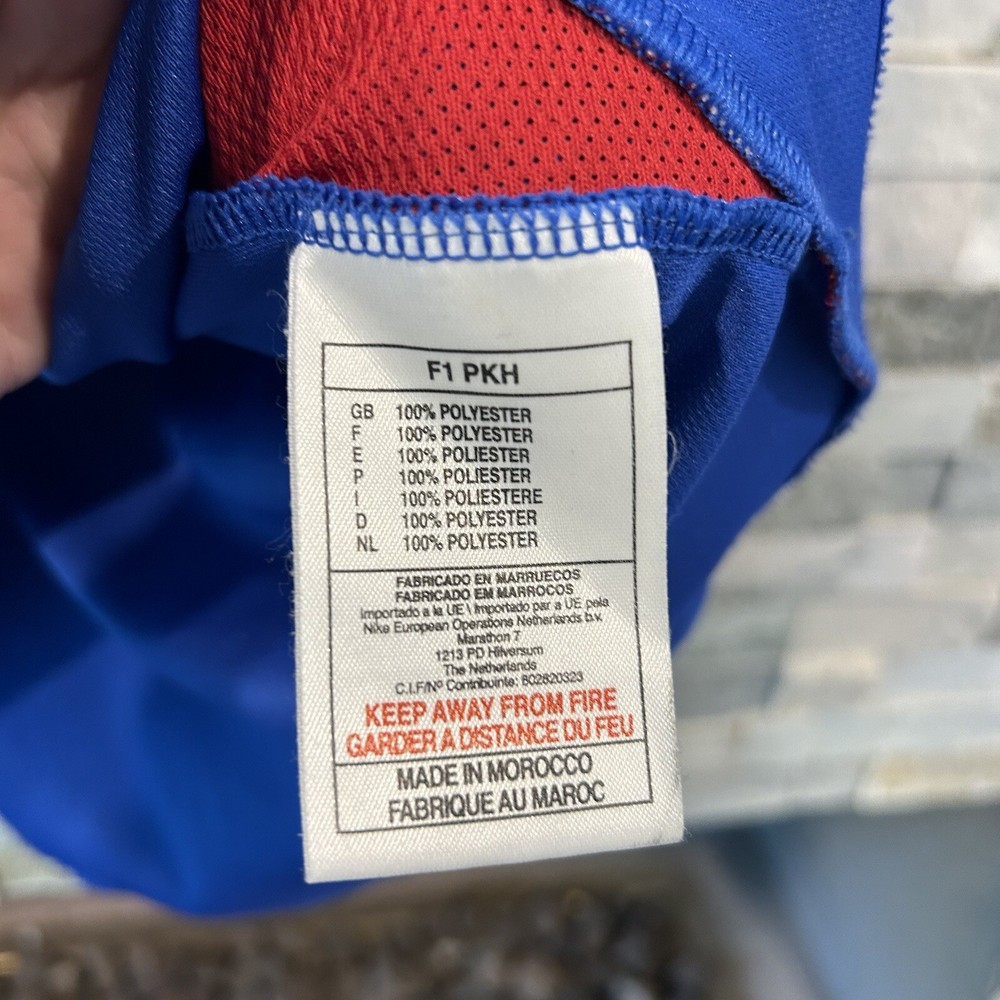 F1 PKH
GB 100% POLYESTER
F 100% POLYESTER
E 100% POLIESTER
P 100% POLIESTER
I 100% POLIESTERE
D 100% POLYESTER
NL 100% POLYESTER
FABRICADO EN MARRUECOS
FABRICADO EM MARROCOS
Importado a la UE \ Importado par a UE pela
Nike European Operations Netherlands b.v.
Marathon 7
1213 PD Hilversum
The Netherlands
C.I.F/Nº Contribuinte: 802820323
KEEP AWAY FROM FIRE
GARDER A DISTANCE DU FEU
MADE IN MOROCCO
FABRIQUE AU MAROC